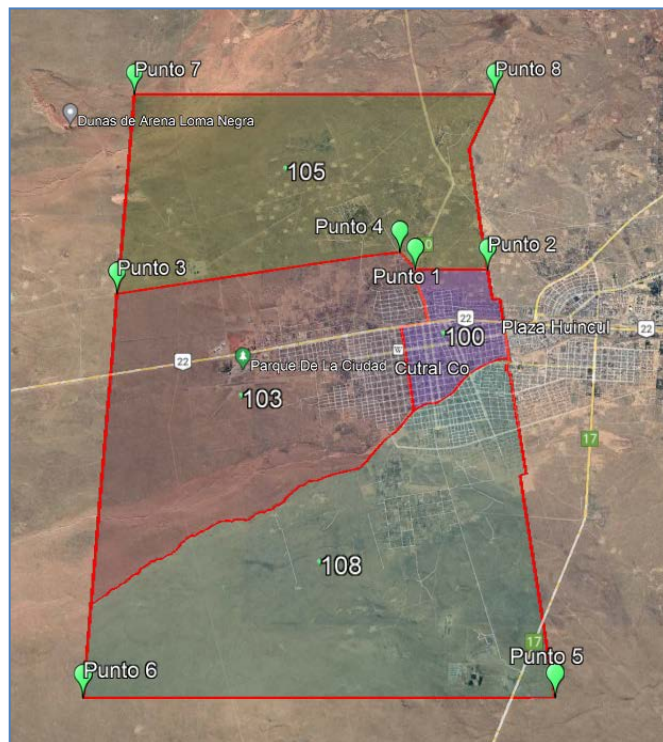 Punto 7
Punto 8
Dunas de Arena Loma Negra
105
Punto 4
0
Punto 2
Punto 3
Punto 1
22
Plaza Huincul
22
100
22
W
Parque De La Ciudad
Cutral Co
103
17
108
17
Punto 5
Punto 6